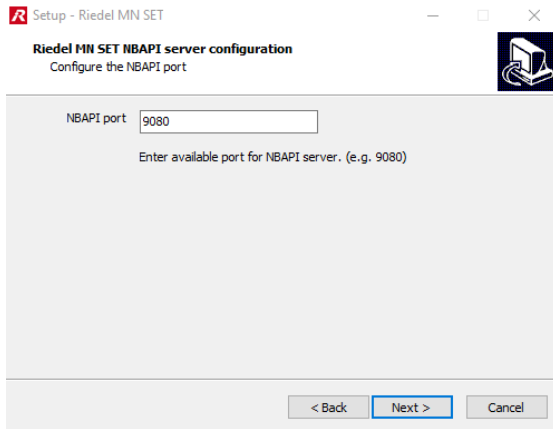 Setup - Riedel MN SET
Riedel MN SET NBAPI server configuration
Configure the NBAPI port
NBAPI port 9080
Enter available port for NBAPI server. (e.g. 9080)
< Back Next > Cancel